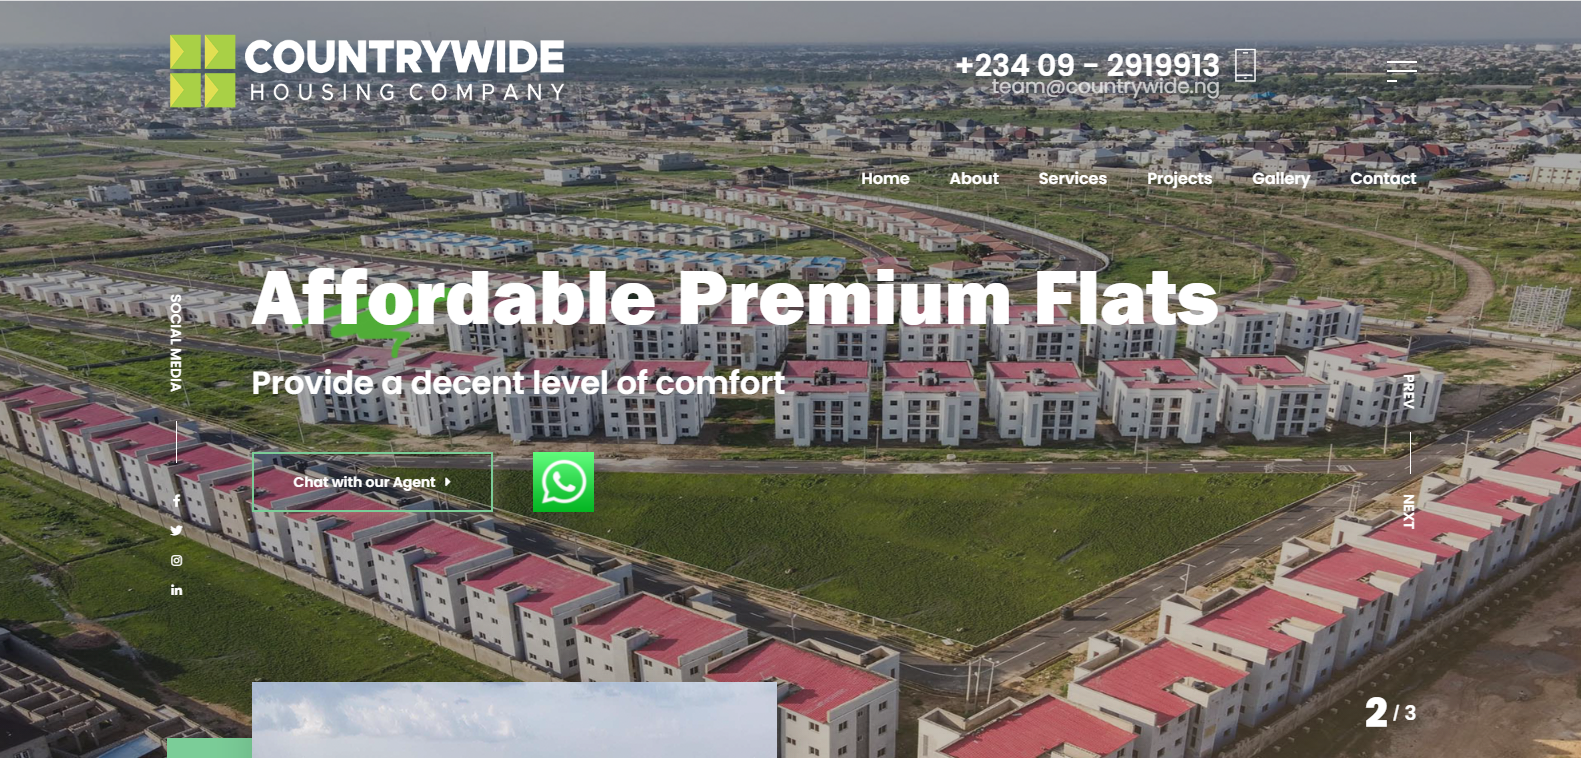 COUNTRYWIDE
HOUSING COMPANY
+234 09 - 2919913
team@countrywide.ng
Home About Services Projects Gallery Contact
Affordable Premium Flats
Provide a decent level of comfort
Chat with our Agent
SOCIAL MEDIA
PREV
NEXT
2 / 3